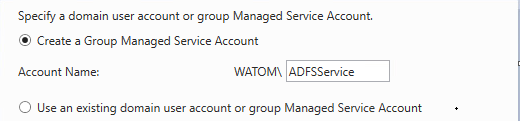 Specify a domain user account or group Managed Service Account.
Create a Group Managed Service Account
Account Name: WATOM\ ADFSService
Use an existing domain user account or group Managed Service Account